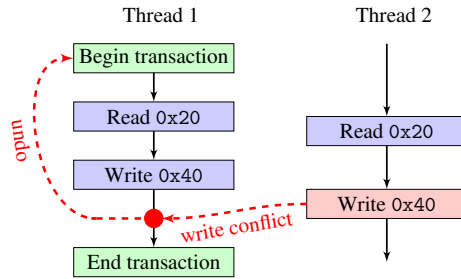 Thread 1
Thread 2
Begin transaction
Read 0x20
Read 0x20
Write 0x40
Write 0x40
undo
write conflict
End transaction